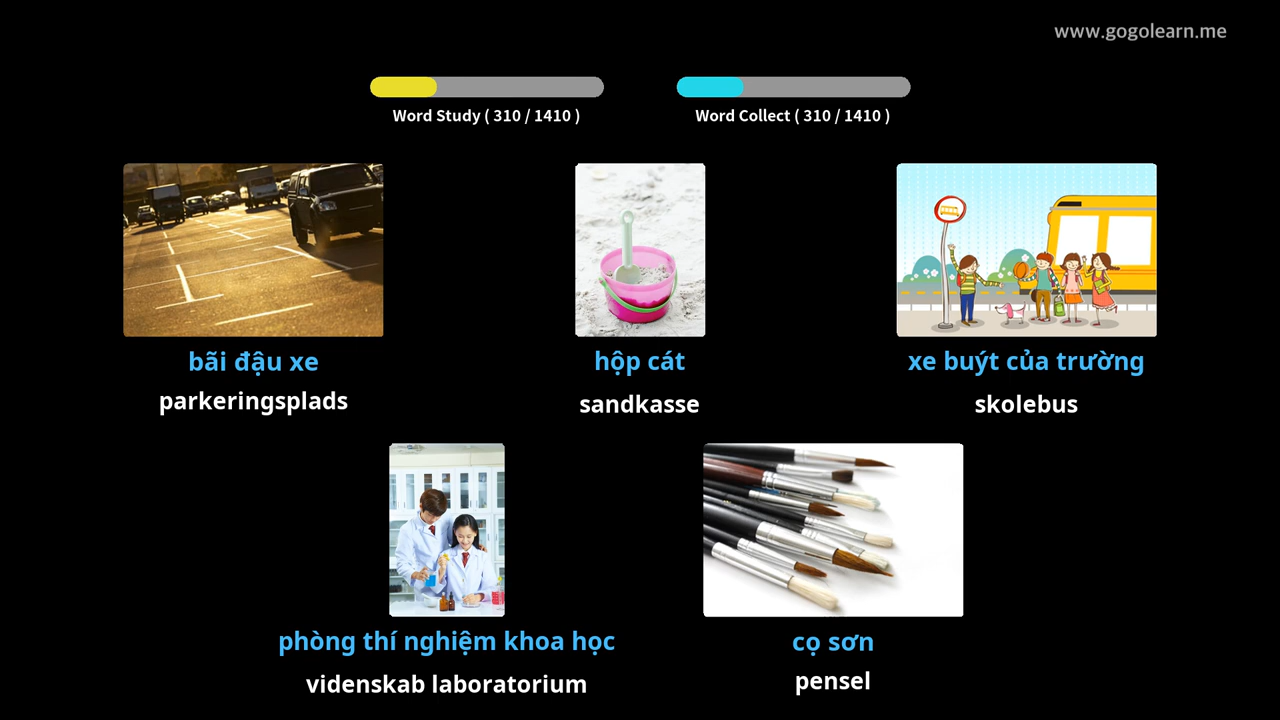 www.gogolearn.me
Word Study ( 310 / 1410 )
Word Collect ( 310 / 1410 )
bãi đậu xe
parkeringsplads
hộp cát
sandkasse
xe buýt của trường
skolebus
phòng thí nghiệm khoa học
videnskab laboratorium
cọ sơn
pensel